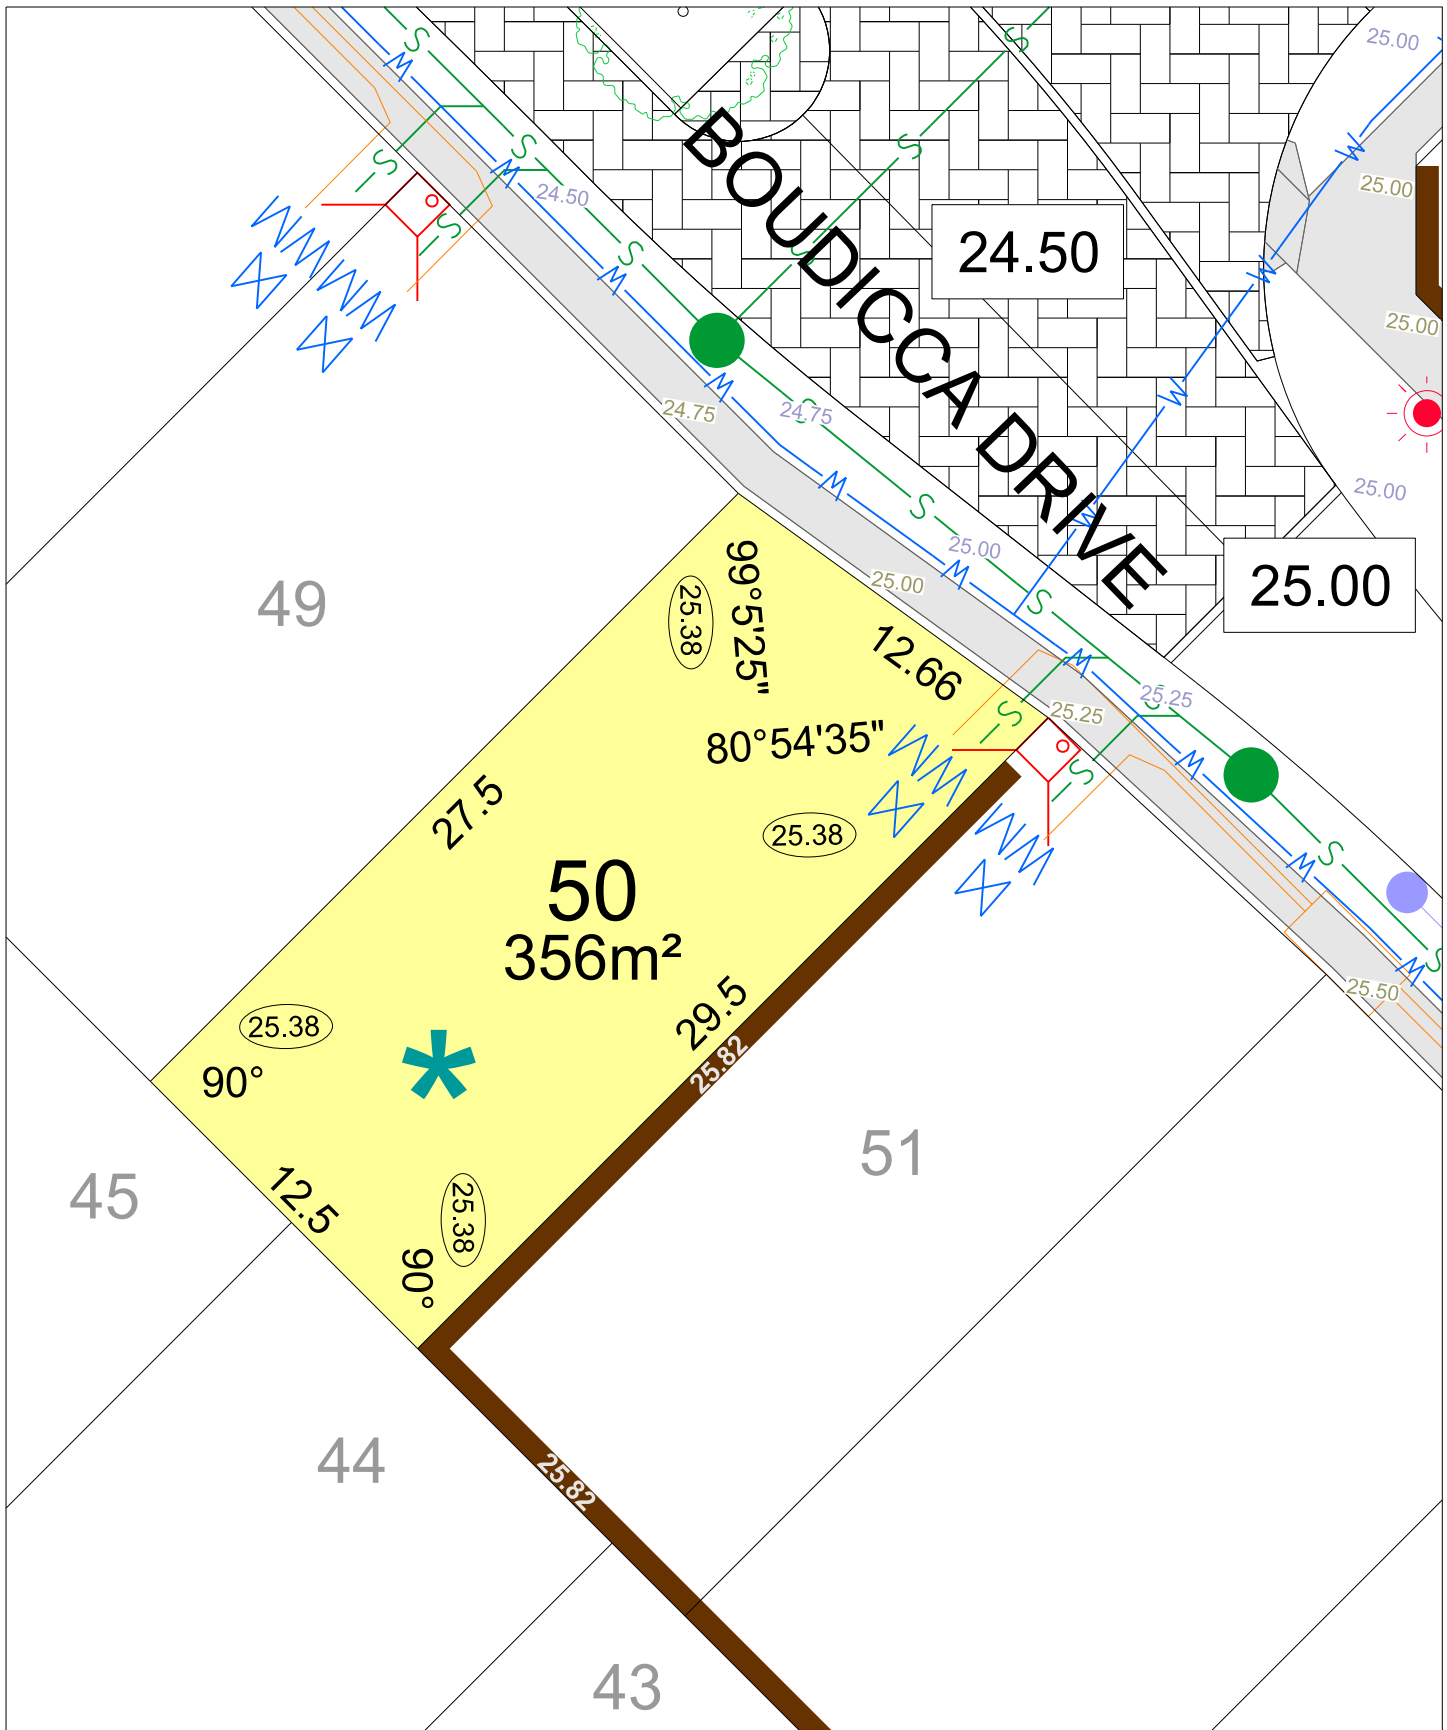 25.00
S
W
S
S
S
W
W
S
W
24.50
25.00
S
BOUDICCA DRIVE
24.50
S
S
W
W
25.00
W
24.75
24.75
W
25.00
W
S
W
25.00
25.00
W
25.00
49
99°5'25"
25.38
12.66
S
W
25.25
25.25
S
S
80°54'35"
W
S
27.5
25.38
S
W
50
356m²
S
W
25.50
29.5
25.82
25.38
90°
*
51
45
12.5
25.38
90°
44
25.82
43